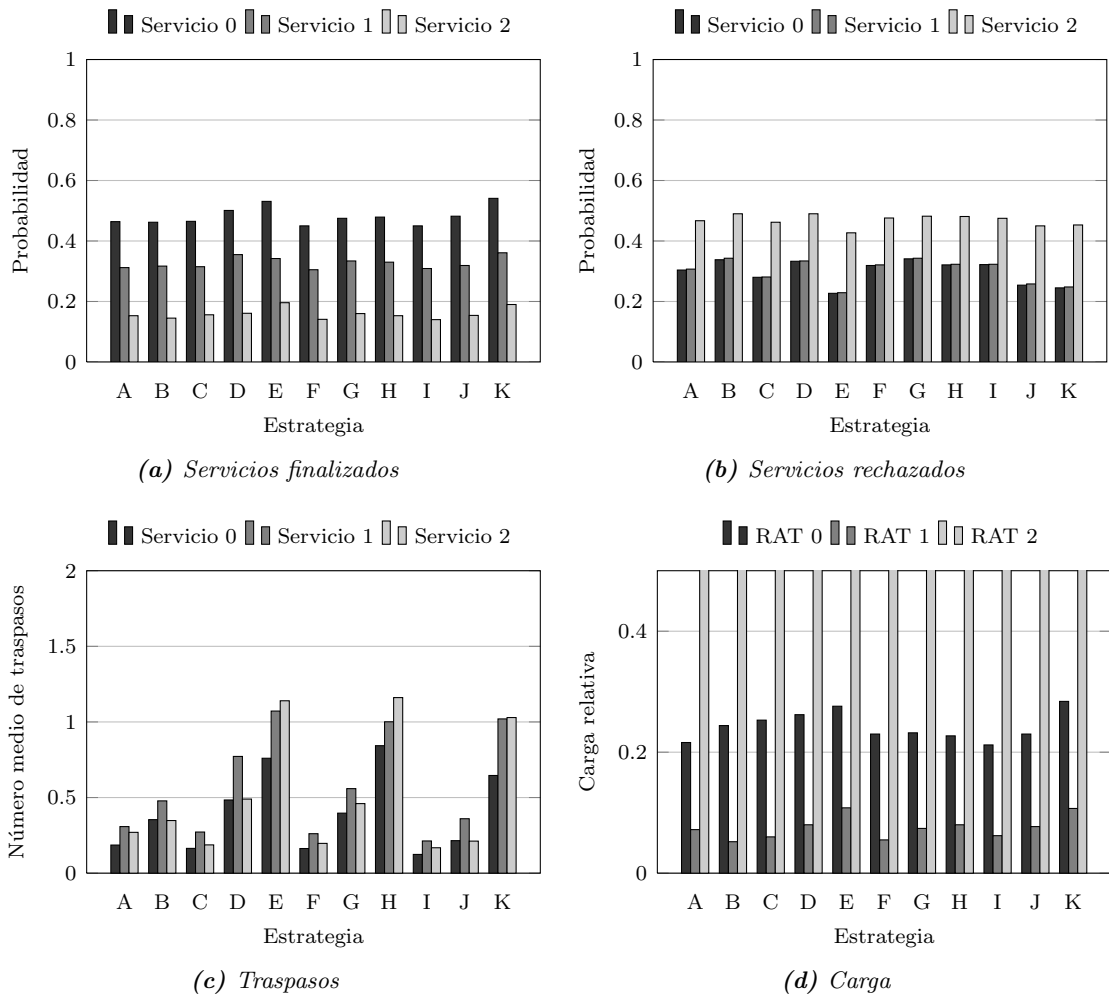 Servicio 0 Servicio 1 Servicio 2
1
0.8
0.6
0.4
0.2
0
Probabilidad
A B C D E F G H I J K
Estrategia
(a) Servicios finalizados
Servicio 0 Servicio 1 Servicio 2
1
0.8
0.6
0.4
0.2
0
Probabilidad
A B C D E F G H I J K
Estrategia
(b) Servicios rechazados
Servicio 0 Servicio 1 Servicio 2
2
1.5
1
0.5
0
Número medio de traspasos
A B C D E F G H I J K
Estrategia
(c) Traspasos
RAT 0 RAT 1 RAT 2
0.4
0.2
0
Carga relativa
A B C D E F G H I J K
Estrategia
(d) Carga